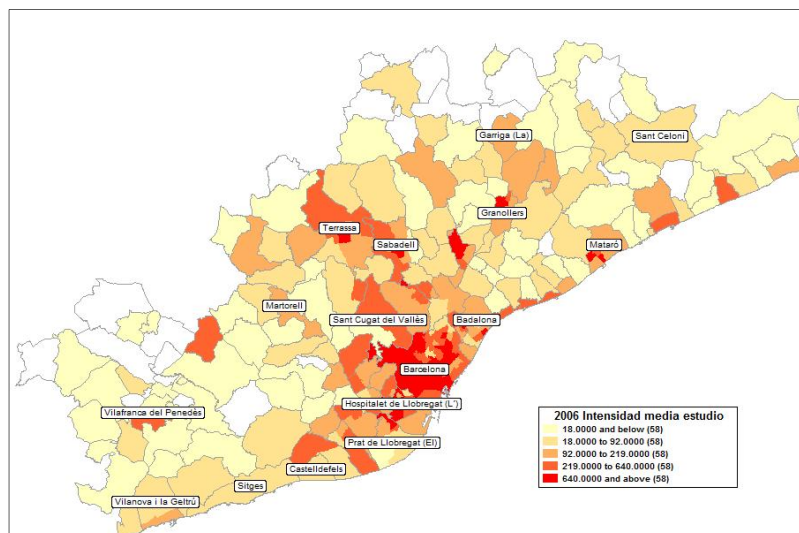 Garriga (La)
Sant Celoni
Granollers
Terrassa
Sabadell
Mataró
Martorell
Sant Cugat del Vallès
Badalona
Barcelona
Hospitalet de Llobregat (L')
Vilafranca del Penedès
Prat de Llobregat (El)
Castelldefels
Sitges
Vilanova i la Geltrú
2006 Intensidad media estudio
18.0000 and below (58)
18.0000 to 92.0000 (58)
92.0000 to 219.0000 (58)
219.0000 to 640.0000 (58)
640.0000 and above (58)